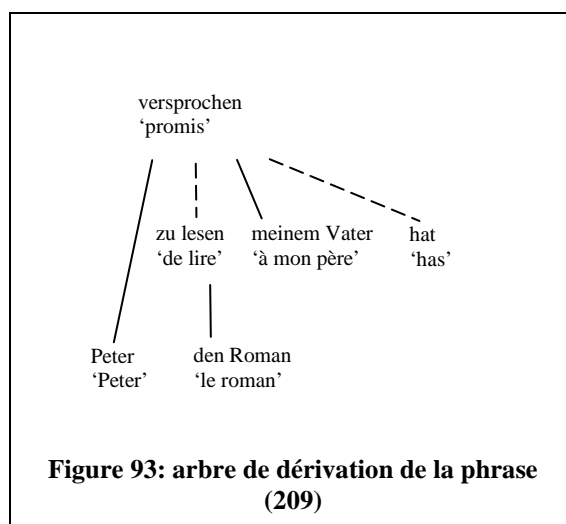 versprochen
‘promis’
zu lesen meinem Vater hat
‘de lire’ ‘à mon père’ ‘has’
Peter den Roman
‘Peter’ ‘le roman’
Figure 93: arbre de dérivation de la phrase
(209)